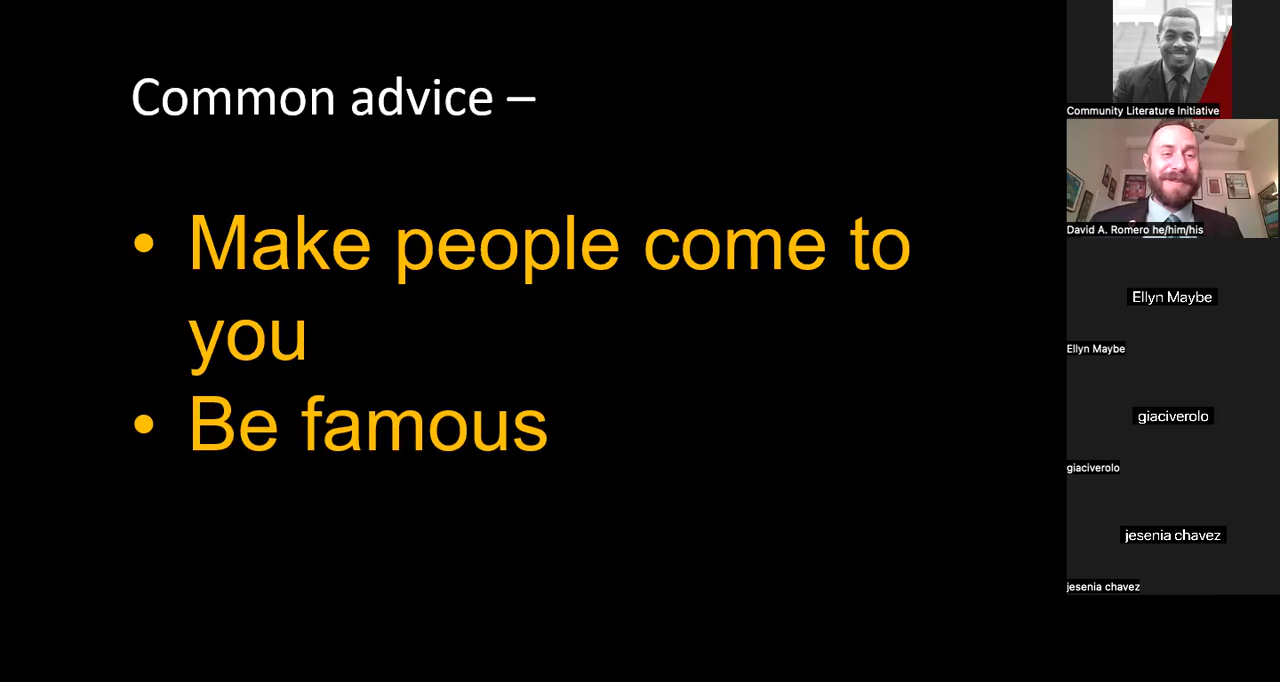 Common advice –
• Make people come to
you
• Be famous
Community Literature Initiative
David A. Romero he/him/his
Ellyn Maybe
Ellyn Maybe
giaciverolo
giaciverolo
jesenia chavez
jesenia chavez